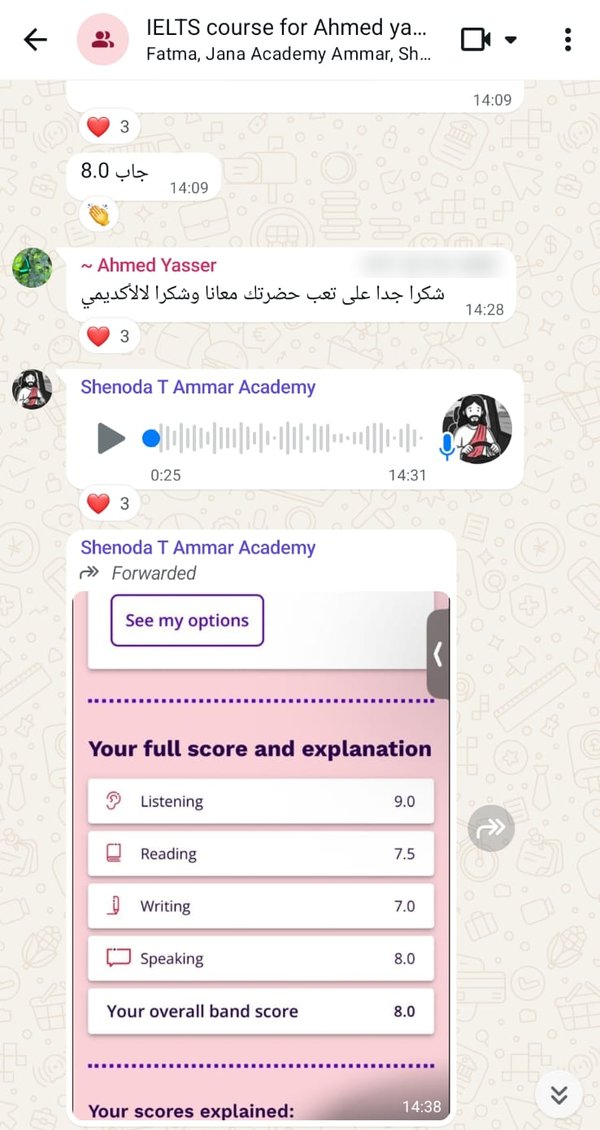 IELTS course for Ahmed ya...
Fatma, Jana Academy Ammar, Sh...
14:09
❤️ 3
جاب 8.0
14:09
👏
~ Ahmed Yasser
شكرا جدا على تعب حضرتك معانا وشكرا لالأكديمي
14:28
❤️ 3
Shenoda T Ammar Academy
0:25 14:31
❤️ 3
Shenoda T Ammar Academy
Forwarded
See my options
Your full score and explanation
Listening 9.0
Reading 7.5
Writing 7.0
Speaking 8.0
Your overall band score 8.0
Your scores explained:
14:38